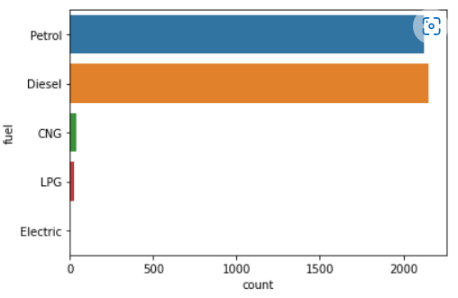 Petrol
Diesel
CNG
LPG
Electric
fuel
0 500 1000 1500 2000
count